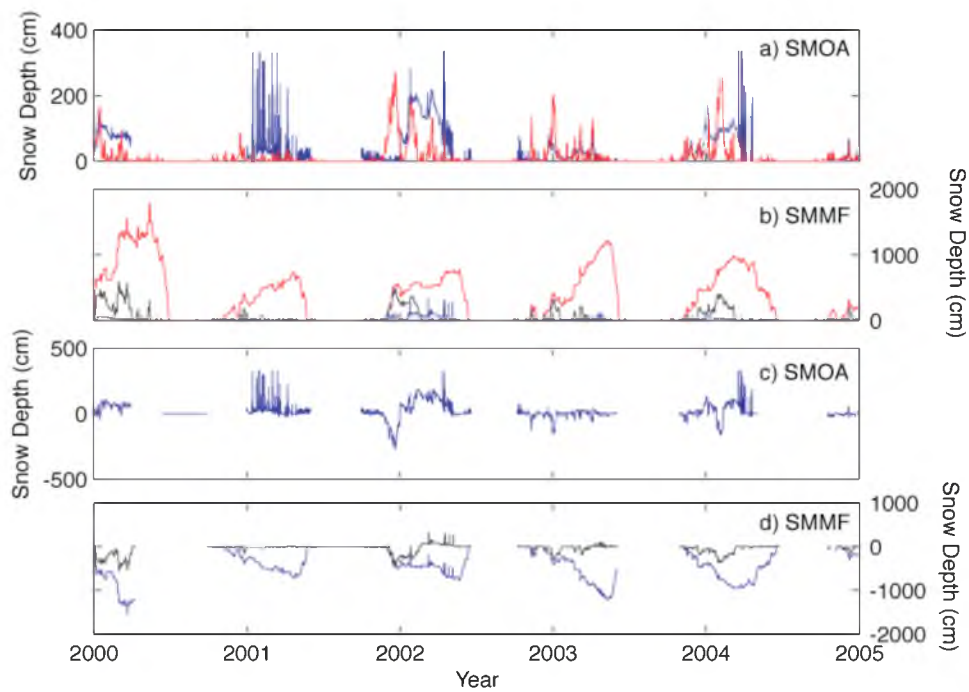 400
200
0
Snow Depth (cm)
a) SMOA
2000
1000
0
Snow Depth (cm)
b) SMMF
500
0
-500
Snow Depth (cm)
c) SMOA
1000
0
-1000
-2000
Snow Depth (cm)
d) SMMF
2000 2001 2002 2003 2004 2005
Year